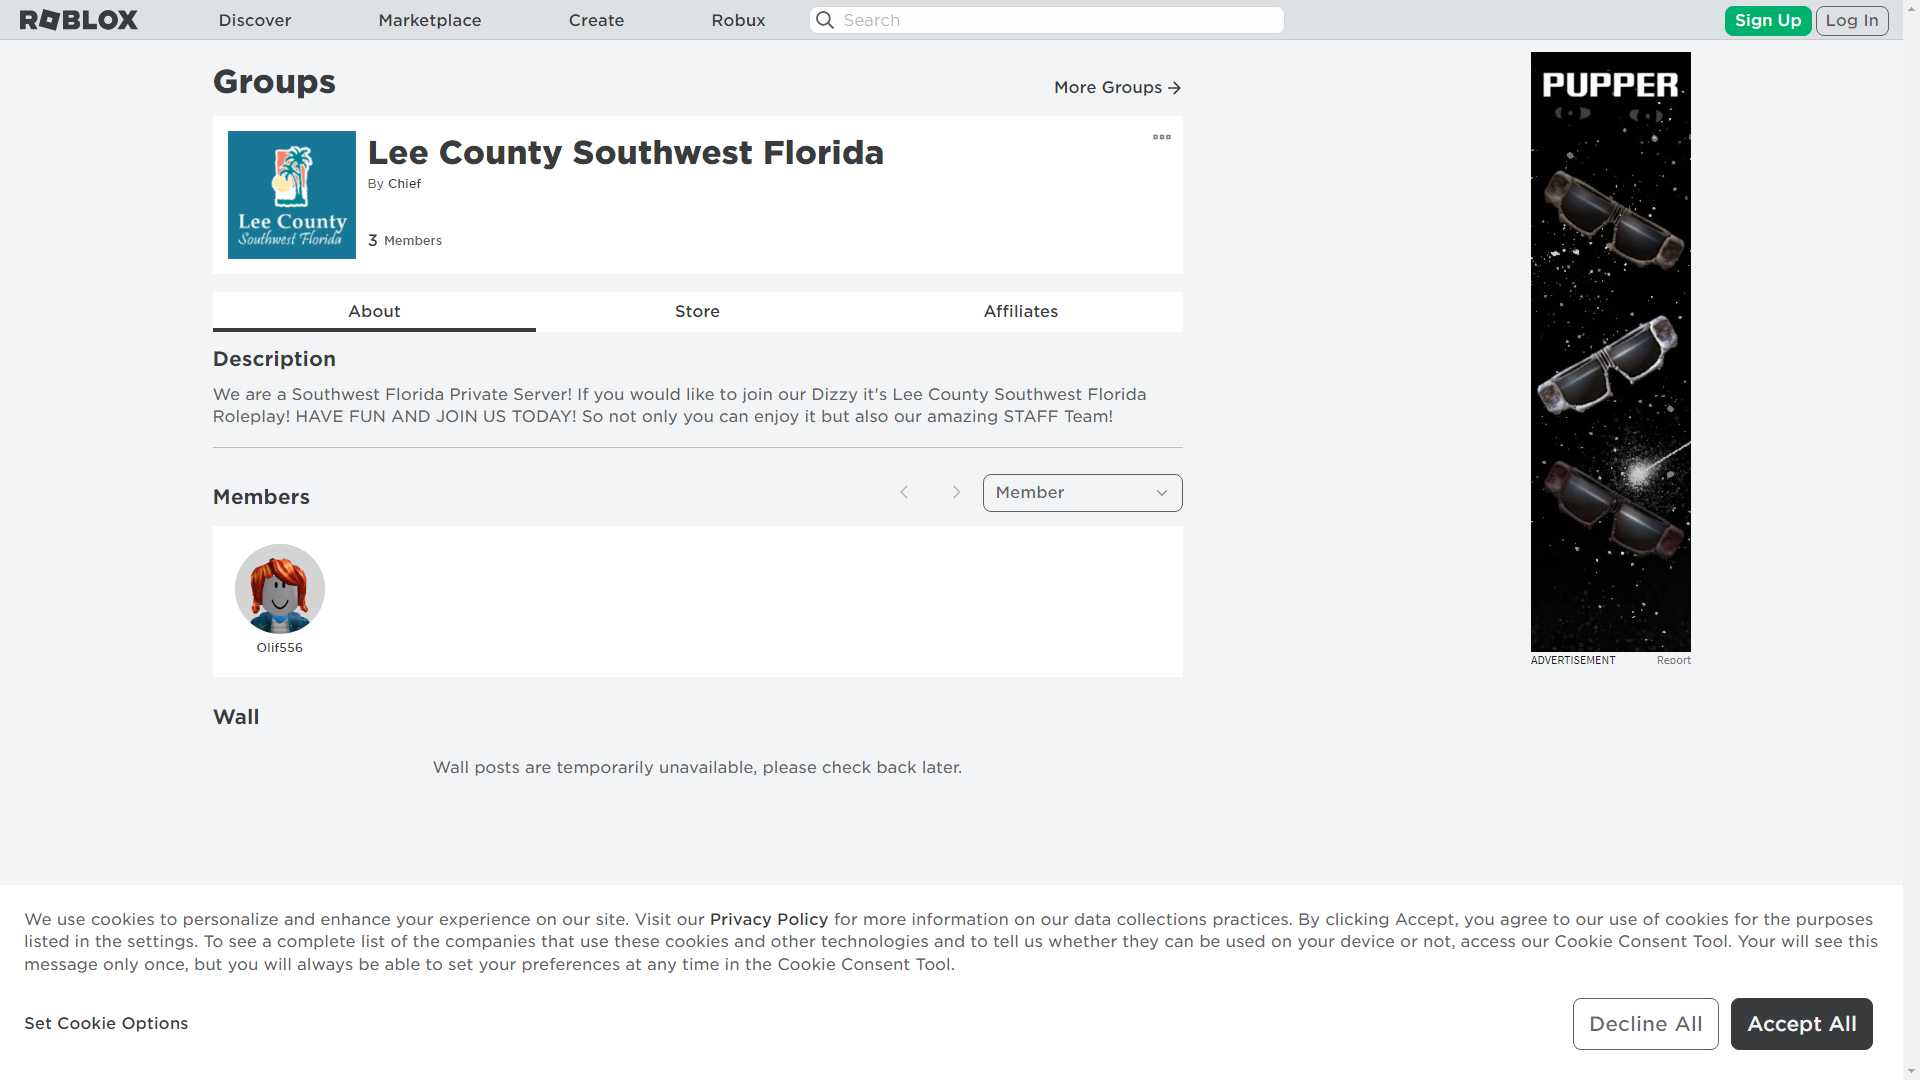 ROBLOX
Discover
Marketplace
Create
Robux
Search
Sign Up
Log In
Groups
More Groups
Lee County
Southwest Florida
Lee County Southwest Florida
By Chief
3 Members
About
Store
Affiliates
Description
We are a Southwest Florida Private Server! If you would like to join our Dizzy it's Lee County Southwest Florida
Roleplay! HAVE FUN AND JOIN US TODAY! So not only you can enjoy it but also our amazing STAFF Team!
Members
Member
Olif556
Wall
Wall posts are temporarily unavailable, please check back later.
PUPPER
ADVERTISEMENT
Report
We use cookies to personalize and enhance your experience on our site. Visit our Privacy Policy for more information on our data collections practices. By clicking Accept, you agree to our use of cookies for the purposes
listed in the settings. To see a complete list of the companies that use these cookies and other technologies and to tell us whether they can be used on your device or not, access our Cookie Consent Tool. Your will see this
message only once, but you will always be able to set your preferences at any time in the Cookie Consent Tool.
Set Cookie Options
Decline All
Accept All